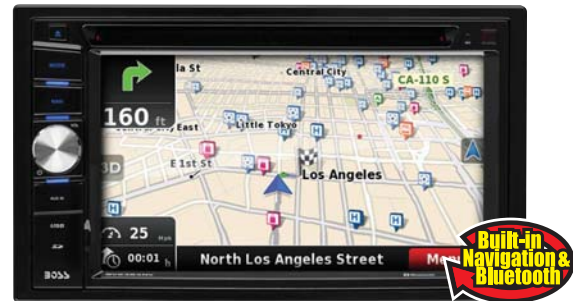 la St
Central City
CA-110 S
160 ft
East
Little Tokyo
E 1st St
Los Angeles
3D
25
00:01 h
North Los Angeles Street
Menu
BOSS
Built-in
Navigation &
Bluetooth